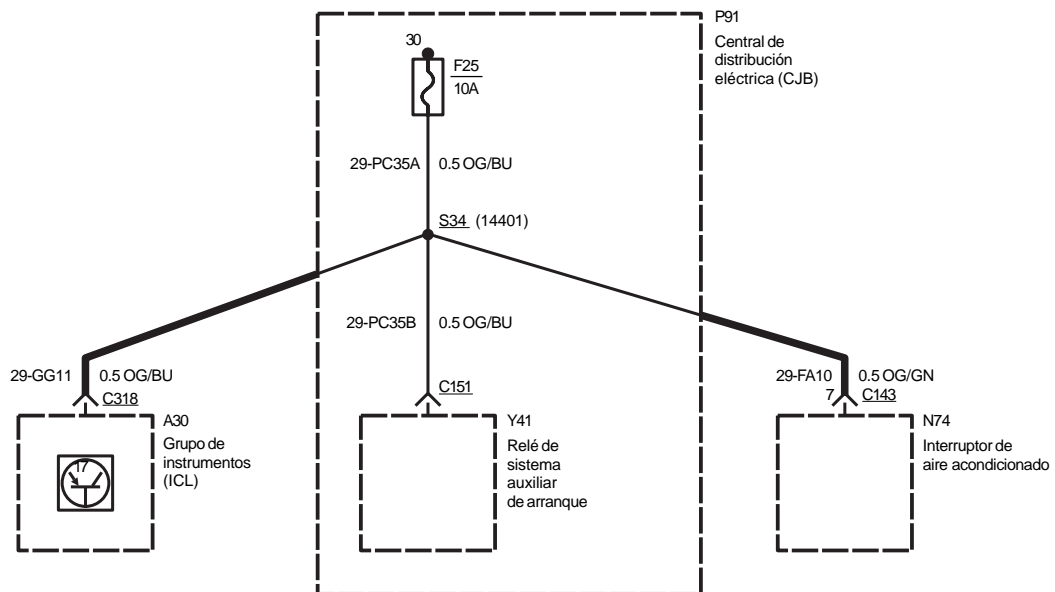 P91
Central de
distribución
eléctrica (CJB)
30
F25
10A
29-PC35A
0.5 OG/BU
S34 (14401)
29-PC35B
0.5 OG/BU
29-GG11
0.5 OG/BU
C318
C151
29-FA10
0.5 OG/GN
7
C143
A30
Grupo de
instrumentos
(ICL)
17
Y41
Relé de
sistema
auxiliar
de arranque
N74
Interruptor de
aire acondicionado